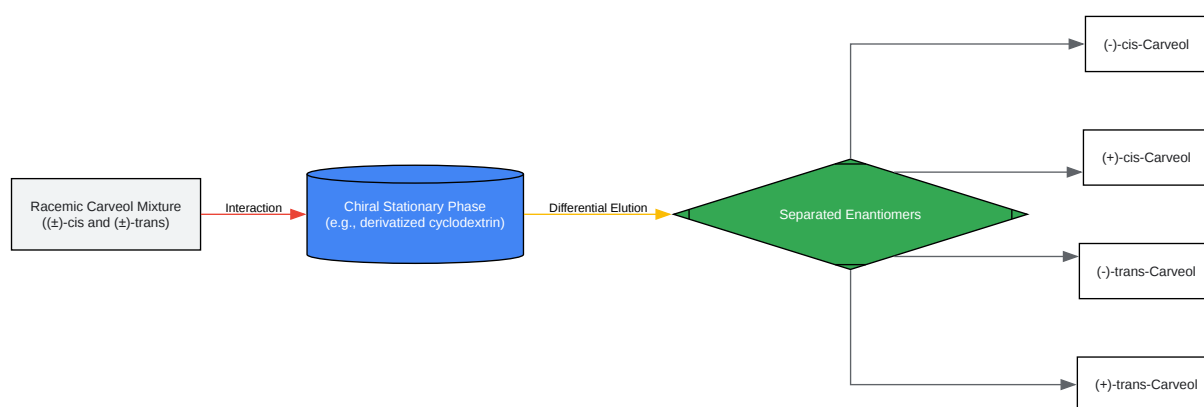 Racemic Carveol Mixture
((±)-cis and (±)-trans)
Interaction
Chiral Stationary Phase
(e.g., derivatized cyclodextrin)
Differential Elution
Separated Enantiomers
(-)-cis-Carveol
(+)-cis-Carveol
(-)-trans-Carveol
(+)-trans-Carveol